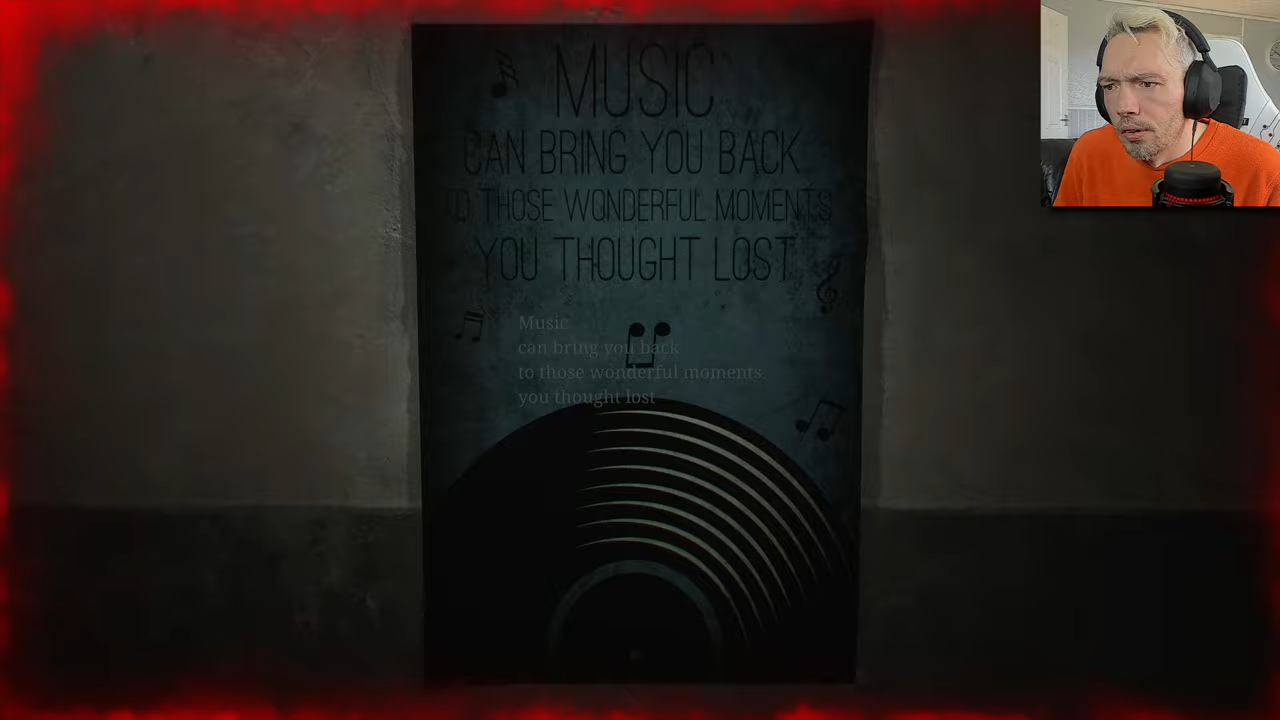 MUSIC
CAN BRING YOU BACK
TO THOSE WONDERFUL MOMENTS
YOU THOUGHT LOST
Music
can bring you back
to those wonderful moments
you thought lost